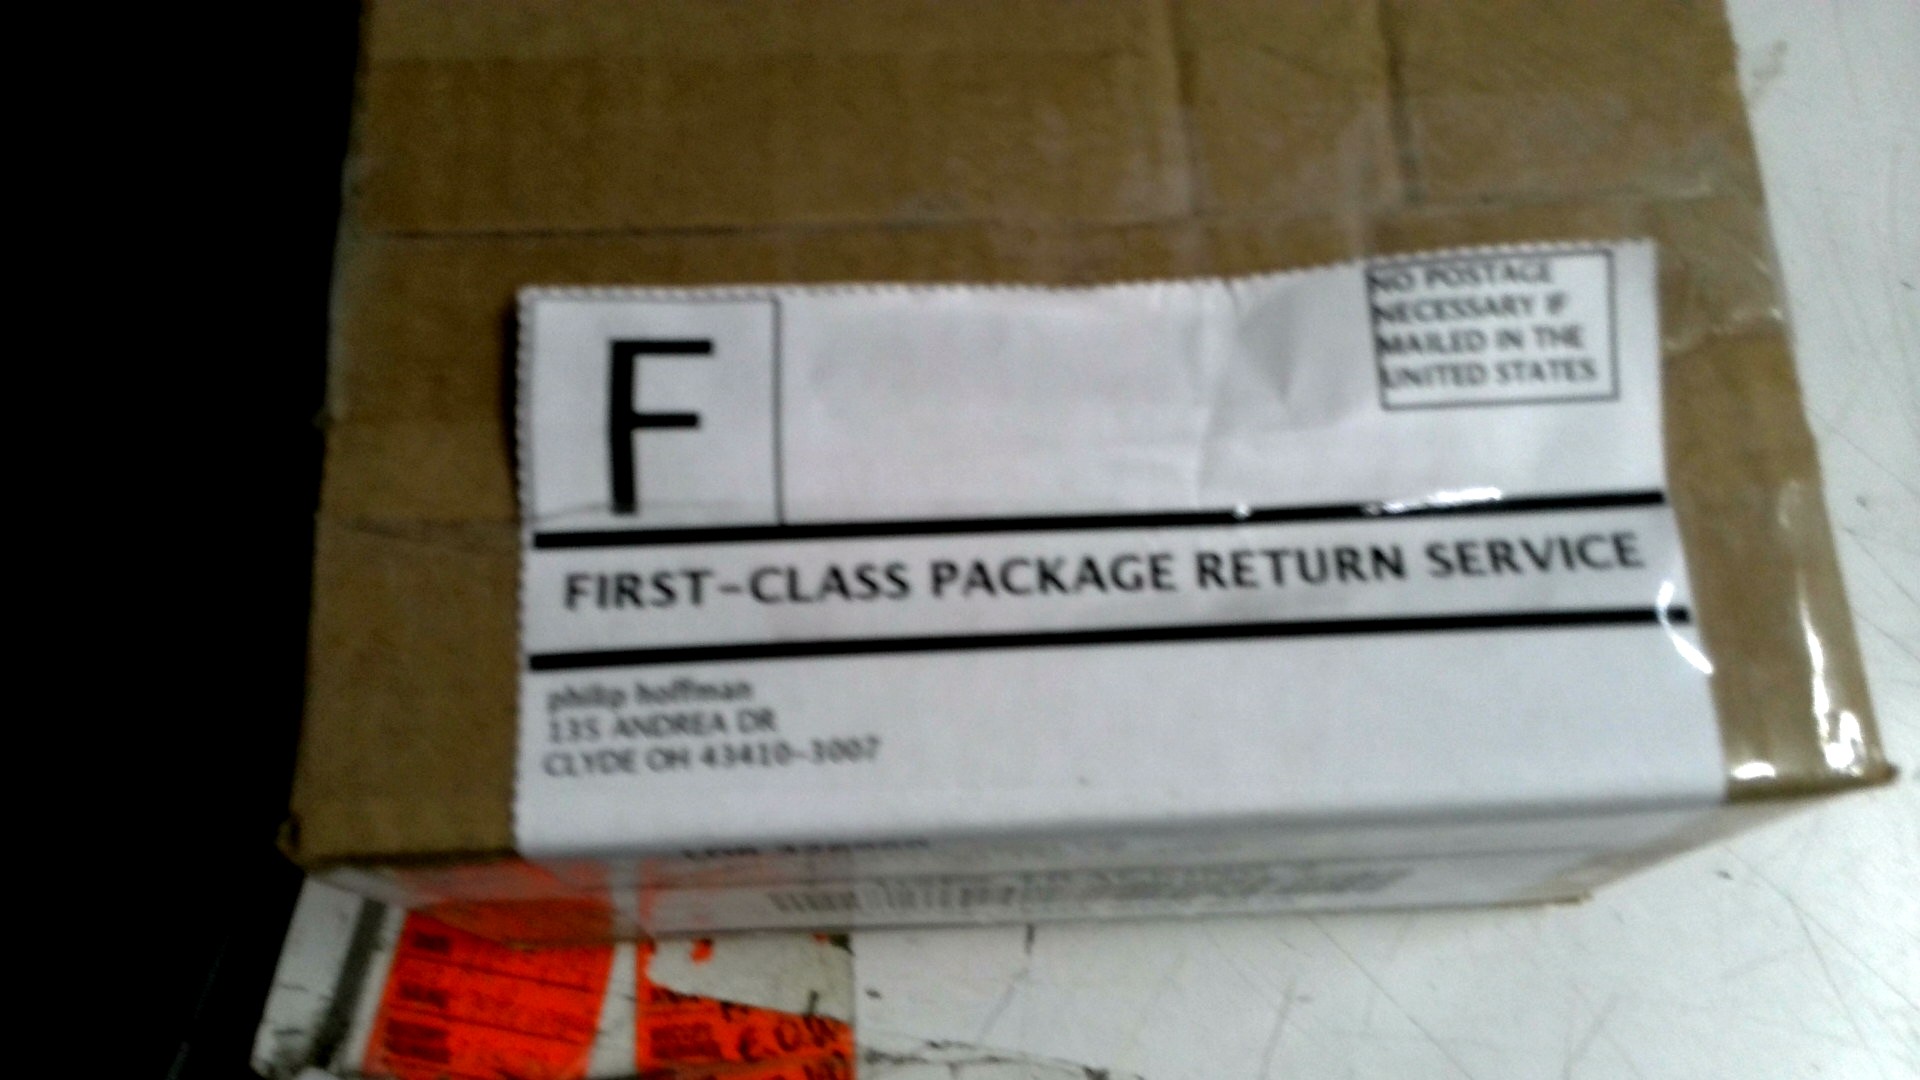 F
NO POSTAGE
NECESSARY IF
MAILED IN THE
UNITED STATES
FIRST-CLASS PACKAGE RETURN SERVICE
philip hoffman
135 ANDREA DR
CLYDE OH 43410-3007